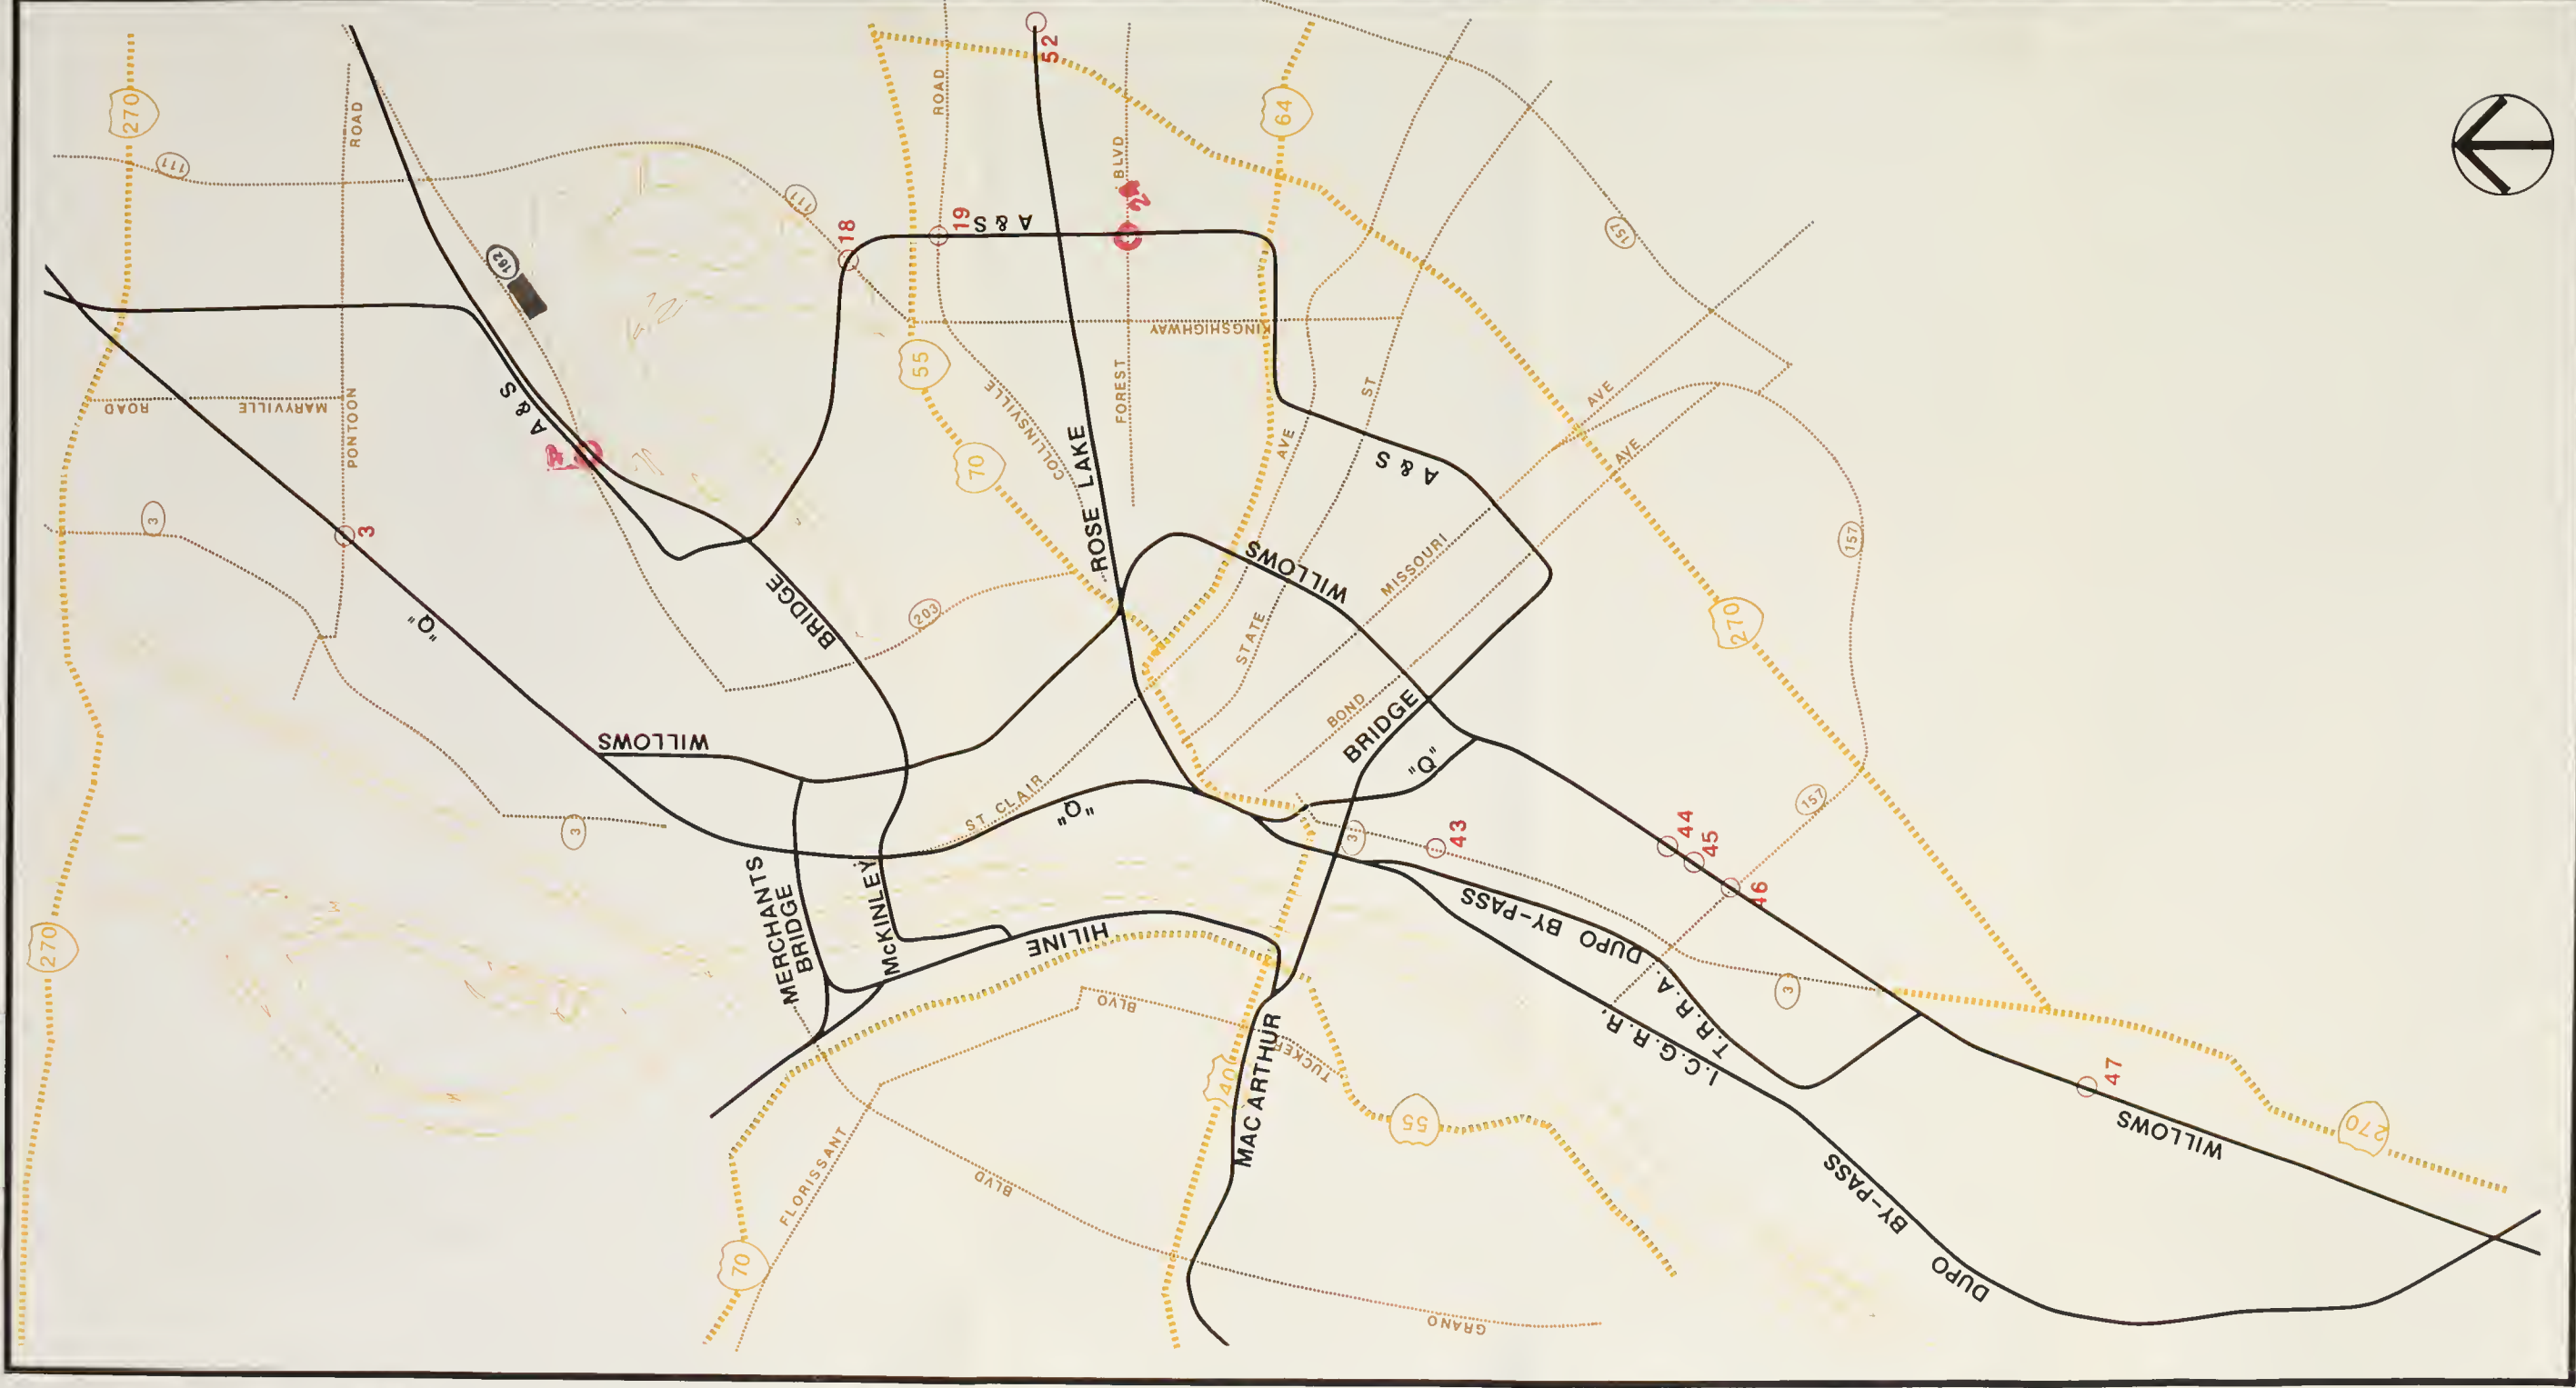 270
ROAD
111
52
ROAD
64
BLVD
111
162
18
19
A & S
157
KINGSHIGHWAY
55
ROAD
MARYVILLE
PONTOON
A & S
COLLINSVILLE
FOREST
ST
AVE
AVE
AVE
ROSE LAKE
70
A & S
3
3
157
"Q"
BRIDGE
203
WILLOWS
MISSOURI
STATE
270
BOND
BRIDGE
WILLOWS
"Q"
ST CLAIR
"Q"
3
3
43
44
45
46
157
MERCHANTS
BRIDGE
McKINLEY
HILINE
270
DUPO BY-PASS
T.R.R.A.
3
I.C.G.R.R.
BLVD
TUCKER
MAC ARTHUR
40
55
47
WILLOWS
270
FLORISSANT
BLVD
70
DUPO BY-PASS
GRAND